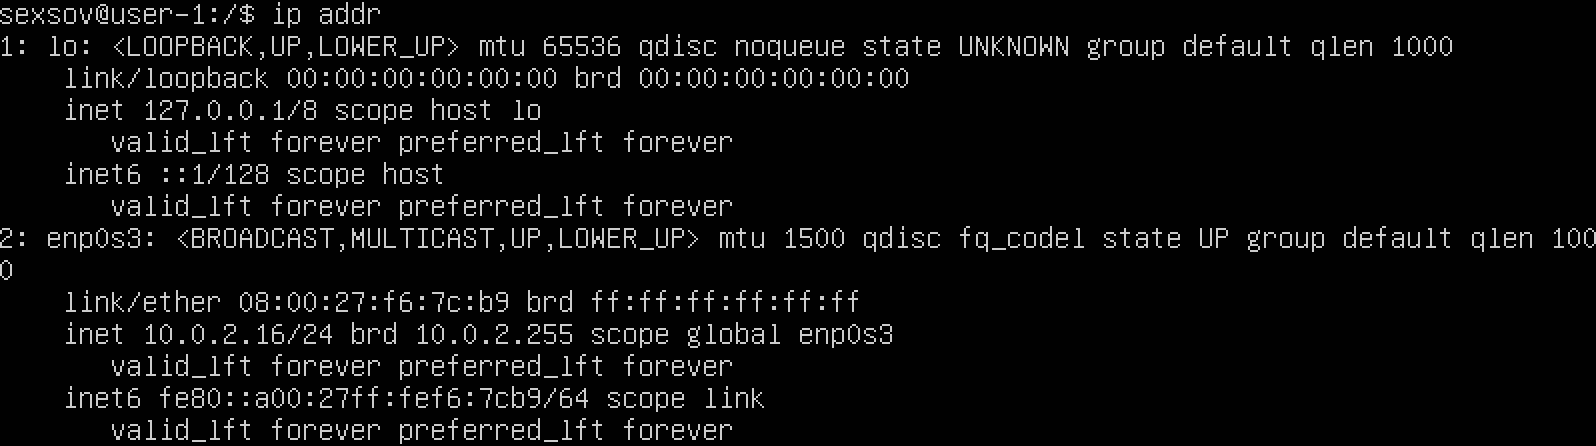 sexsov@user-1:/$ ip addr
1: lo: <LOOPBACK,UP,LOWER_UP> mtu 65536 qdisc noqueue state UNKNOWN group default qlen 1000
    link/loopback 00:00:00:00:00:00 brd 00:00:00:00:00:00
    inet 127.0.0.1/8 scope host lo
       valid_lft forever preferred_lft forever
    inet6 ::1/128 scope host
       valid_lft forever preferred_lft forever
2: enp0s3: <BROADCAST,MULTICAST,UP,LOWER_UP> mtu 1500 qdisc fq_codel state UP group default qlen 100
0
    link/ether 08:00:27:f6:7c:b9 brd ff:ff:ff:ff:ff:ff
    inet 10.0.2.16/24 brd 10.0.2.255 scope global enp0s3
       valid_lft forever preferred_lft forever
    inet6 fe80::a00:27ff:fef6:7cb9/64 scope link
       valid_lft forever preferred_lft forever